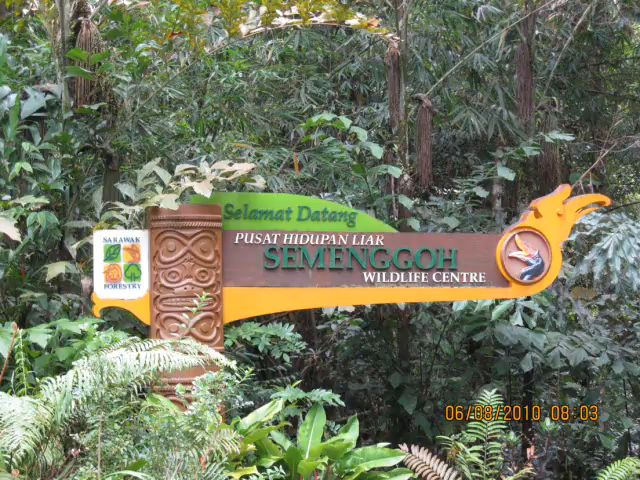 Selamat Datang
SARAWAK
FORESTRY
PUSAT HIDUPAN LIAR
SEMENGGOH
WILDLIFE CENTRE
06/08/2010 08:03